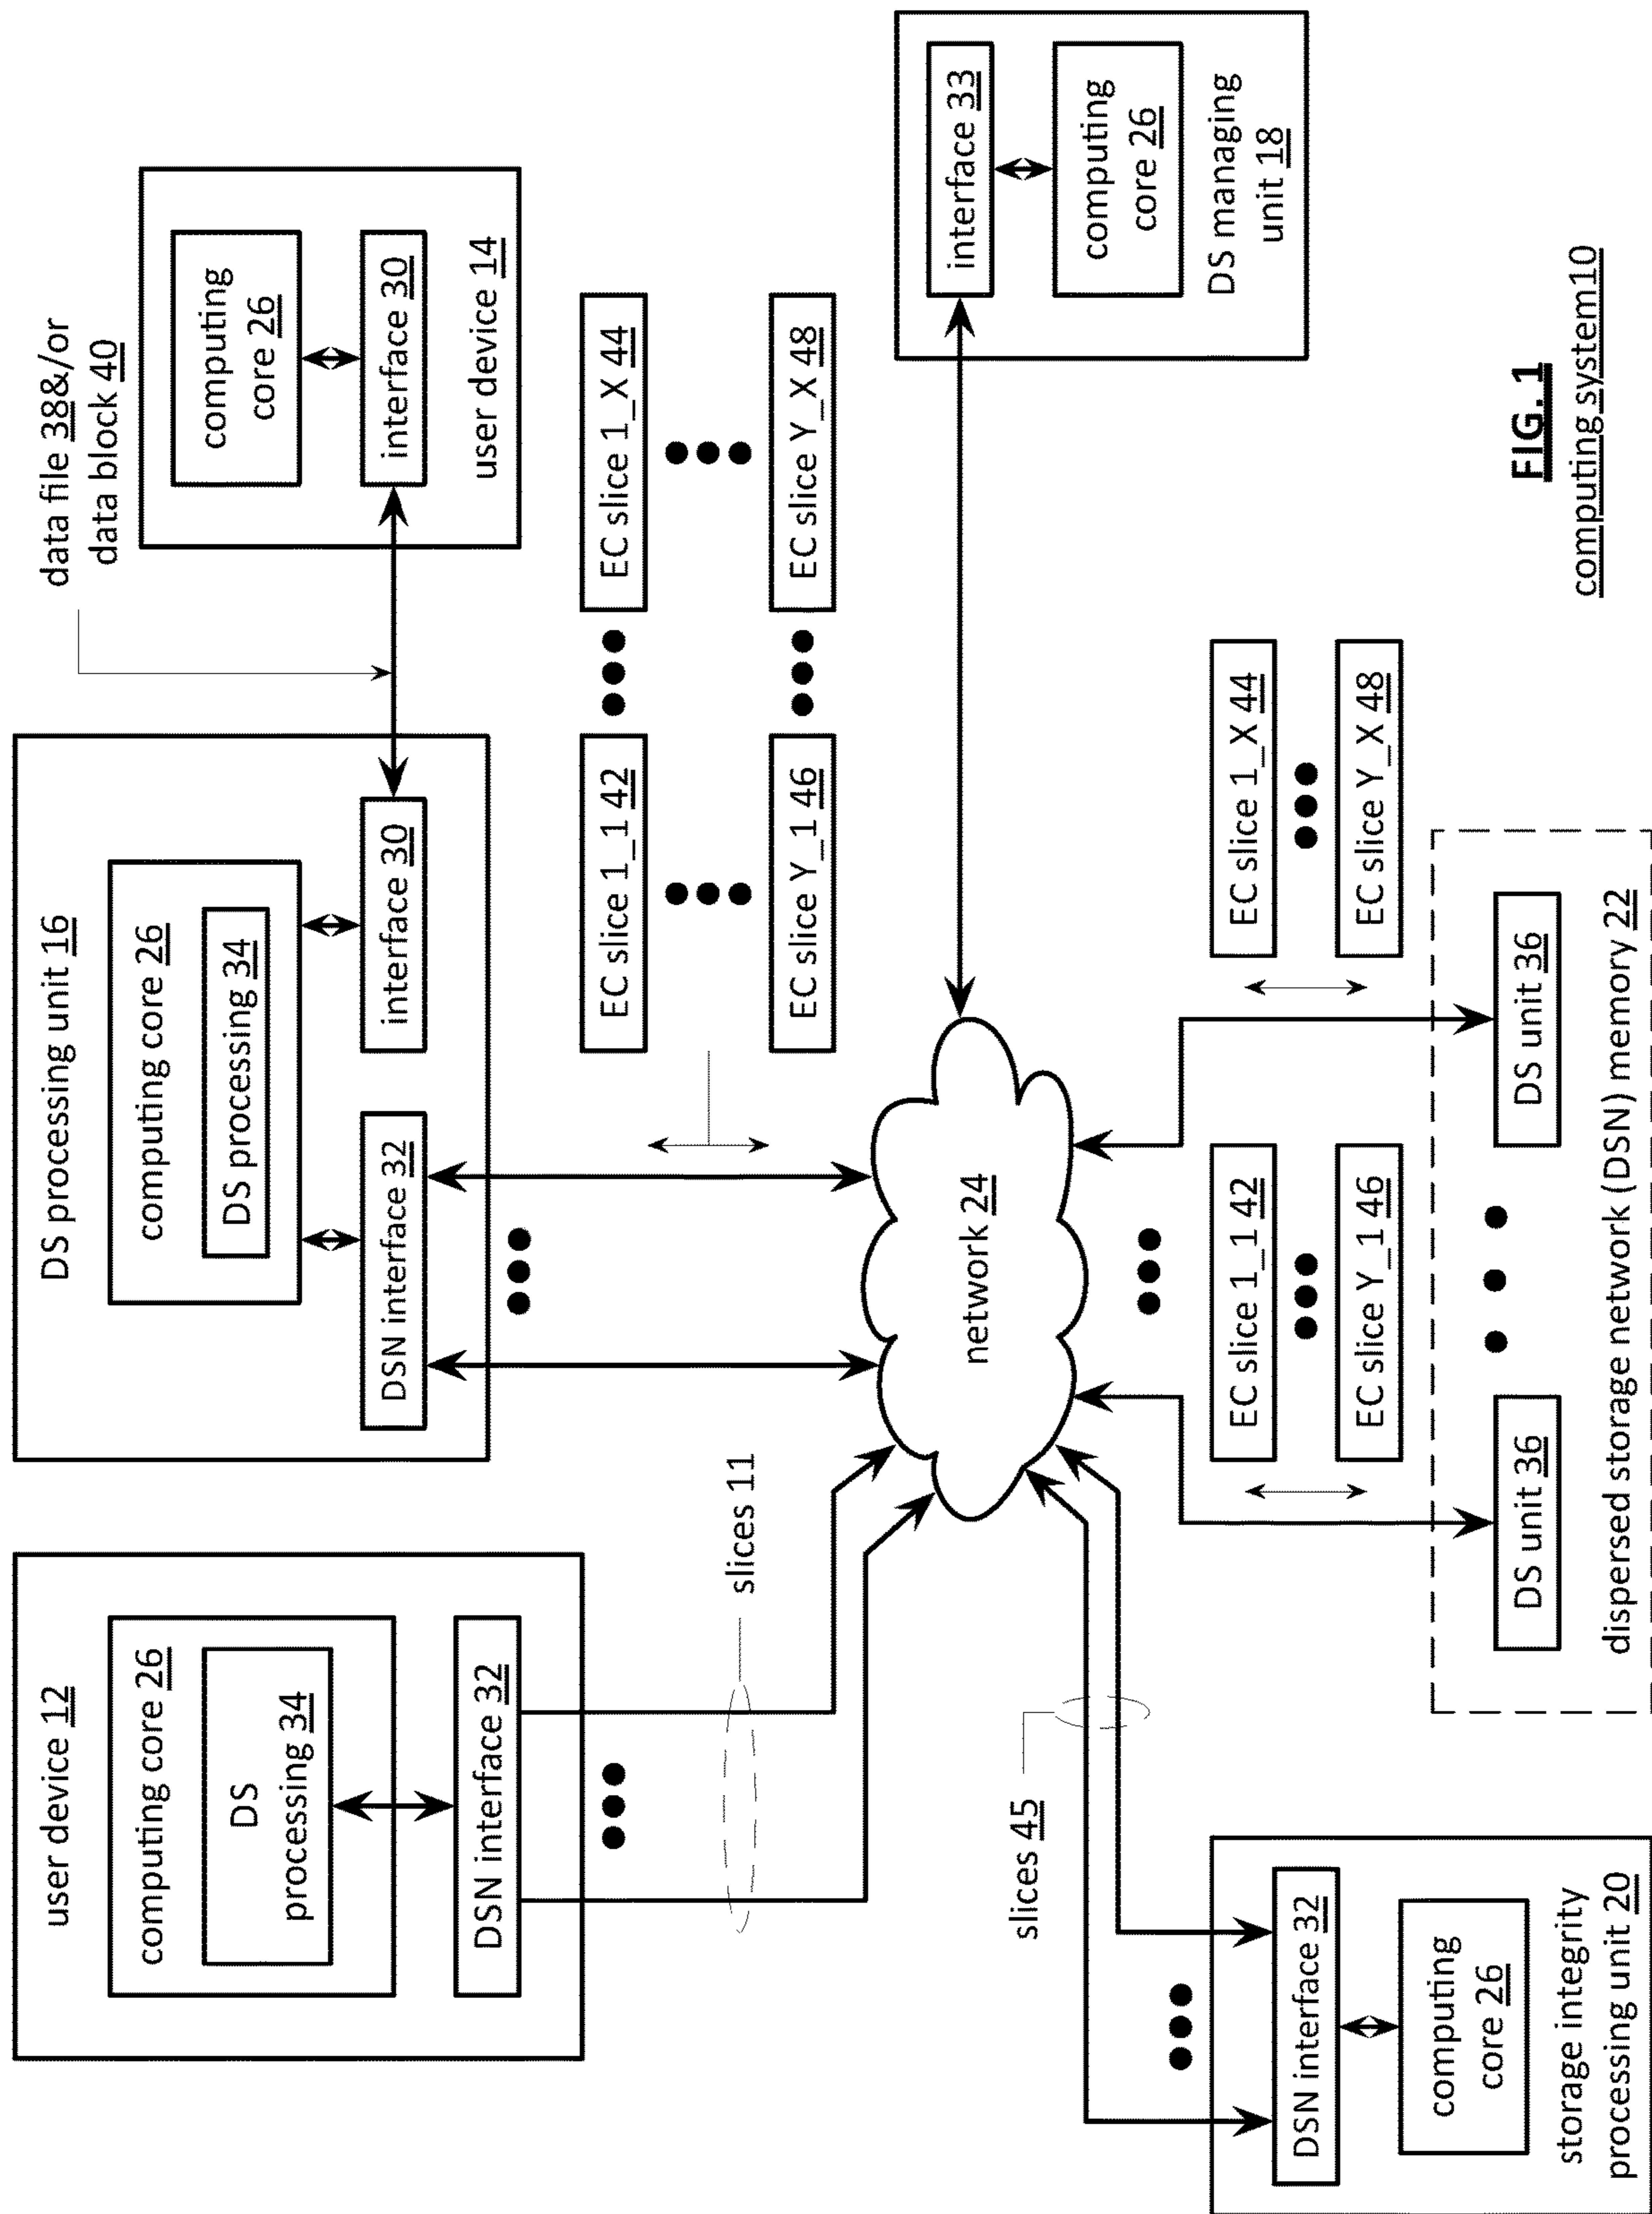 user device 12
computing core 26
DS
processing 34
DSN interface 32
slices 11
DS processing unit 16
computing core 26
DS processing 34
DSN interface 32
interface 30
data file 38&/or
data block 40
computing
core 26
interface 30
user device 14
EC slice 1_1 42
EC slice 1_X 44
EC slice Y_1 46
EC slice Y_X 48
network 24
interface 33
computing
core 26
DS managing
unit 18
slices 45
DSN interface 32
computing
core 26
storage integrity
processing unit 20
EC slice 1_1 42
EC slice Y_1 46
EC slice 1_X 44
EC slice Y_X 48
DS unit 36
DS unit 36
dispersed storage network (DSN) memory 22
FIG. 1
computing system10